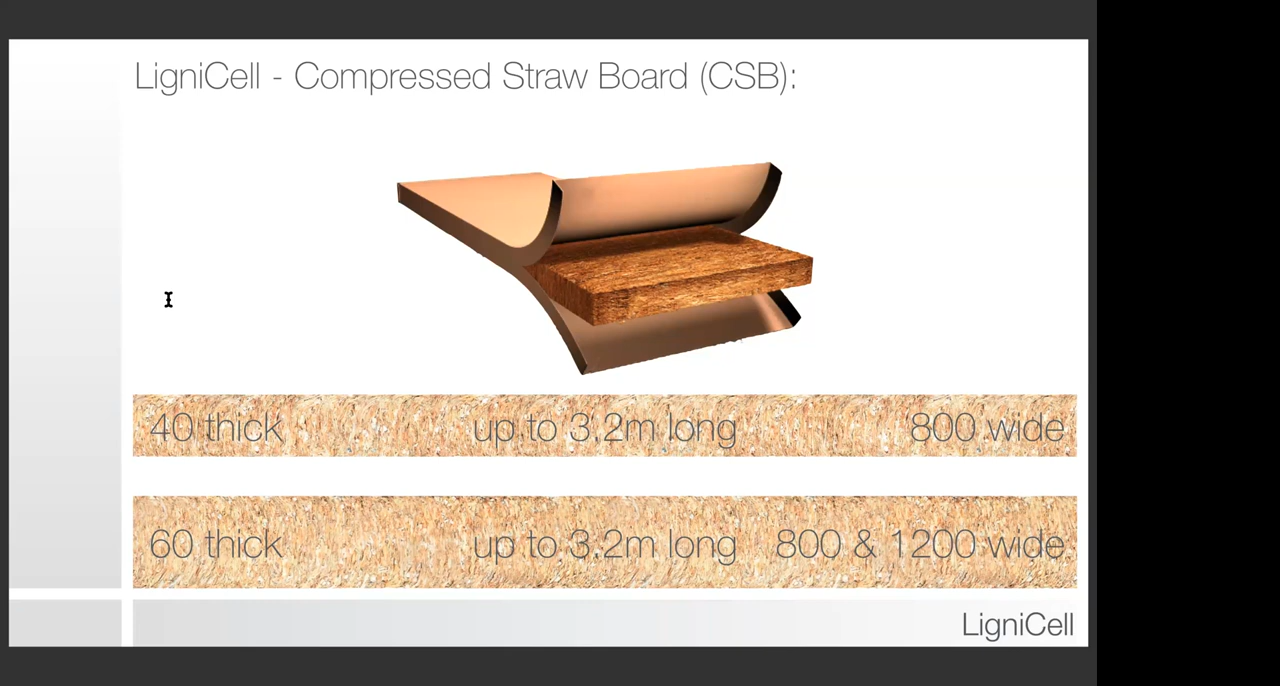 LigniCell - Compressed Straw Board (CSB):
40 thick up to 3.2m long 800 wide
60 thick up to 3.2m long 800 & 1200 wide
LigniCell